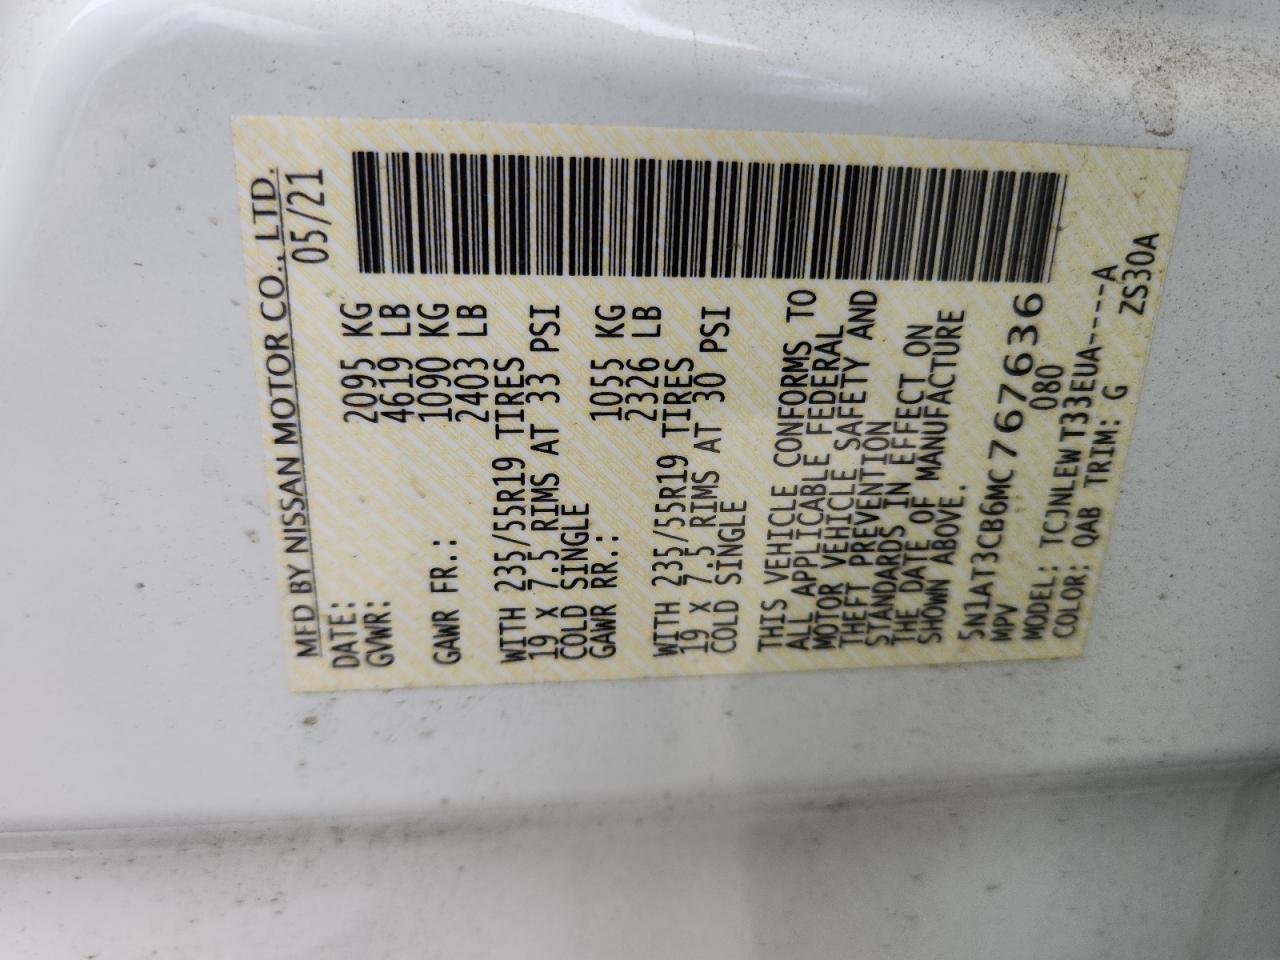 MFD BY NISSAN MOTOR CO., LTD.
DATE: 05/21
GVWR: 2095 KG
4619 LB
GAWR FR.: 1090 KG
2403 LB
WITH 235/55R19 TIRES
19 X 7.5 RIMS AT 33 PSI
COLD SINGLE
GAWR RR.: 1055 KG
2326 LB
WITH 235/55R19 TIRES
19 X 7.5 RIMS AT 30 PSI
COLD SINGLE
THIS VEHICLE CONFORMS TO
ALL APPLICABLE FEDERAL
MOTOR VEHICLE SAFETY AND
THEFT PREVENTION
STANDARDS IN EFFECT ON
THE DATE OF MANUFACTURE
SHOWN ABOVE.
5N1AT3CB6MC767636
MPV 080
MODEL: TCJNLEWT33EUA----A
COLOR: QAB TRIM: G ZS30A